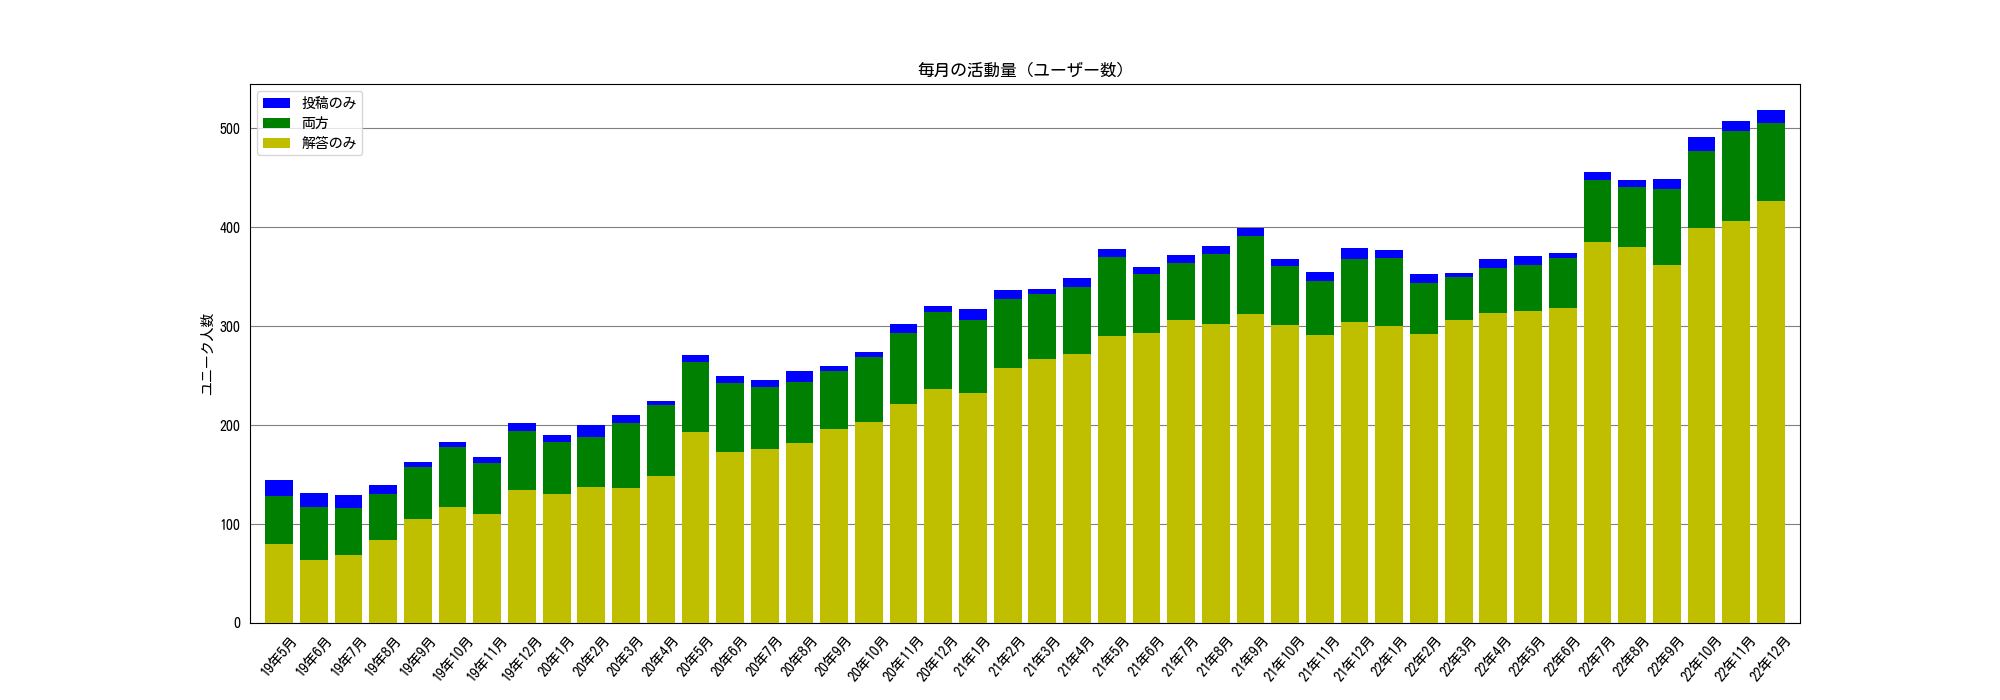 毎月の活動量（ユーザー数）
投稿のみ
両方
解答のみ
ユニーク人数
500
400
300
200
100
0
19年5月
19年6月
19年7月
19年8月
19年9月
19年10月
19年11月
19年12月
20年1月
20年2月
20年3月
20年4月
20年5月
20年6月
20年7月
20年8月
20年9月
20年10月
20年11月
20年12月
21年1月
21年2月
21年3月
21年4月
21年5月
21年6月
21年7月
21年8月
21年9月
21年10月
21年11月
21年12月
22年1月
22年2月
22年3月
22年4月
22年5月
22年6月
22年7月
22年8月
22年9月
22年10月
22年11月
22年12月